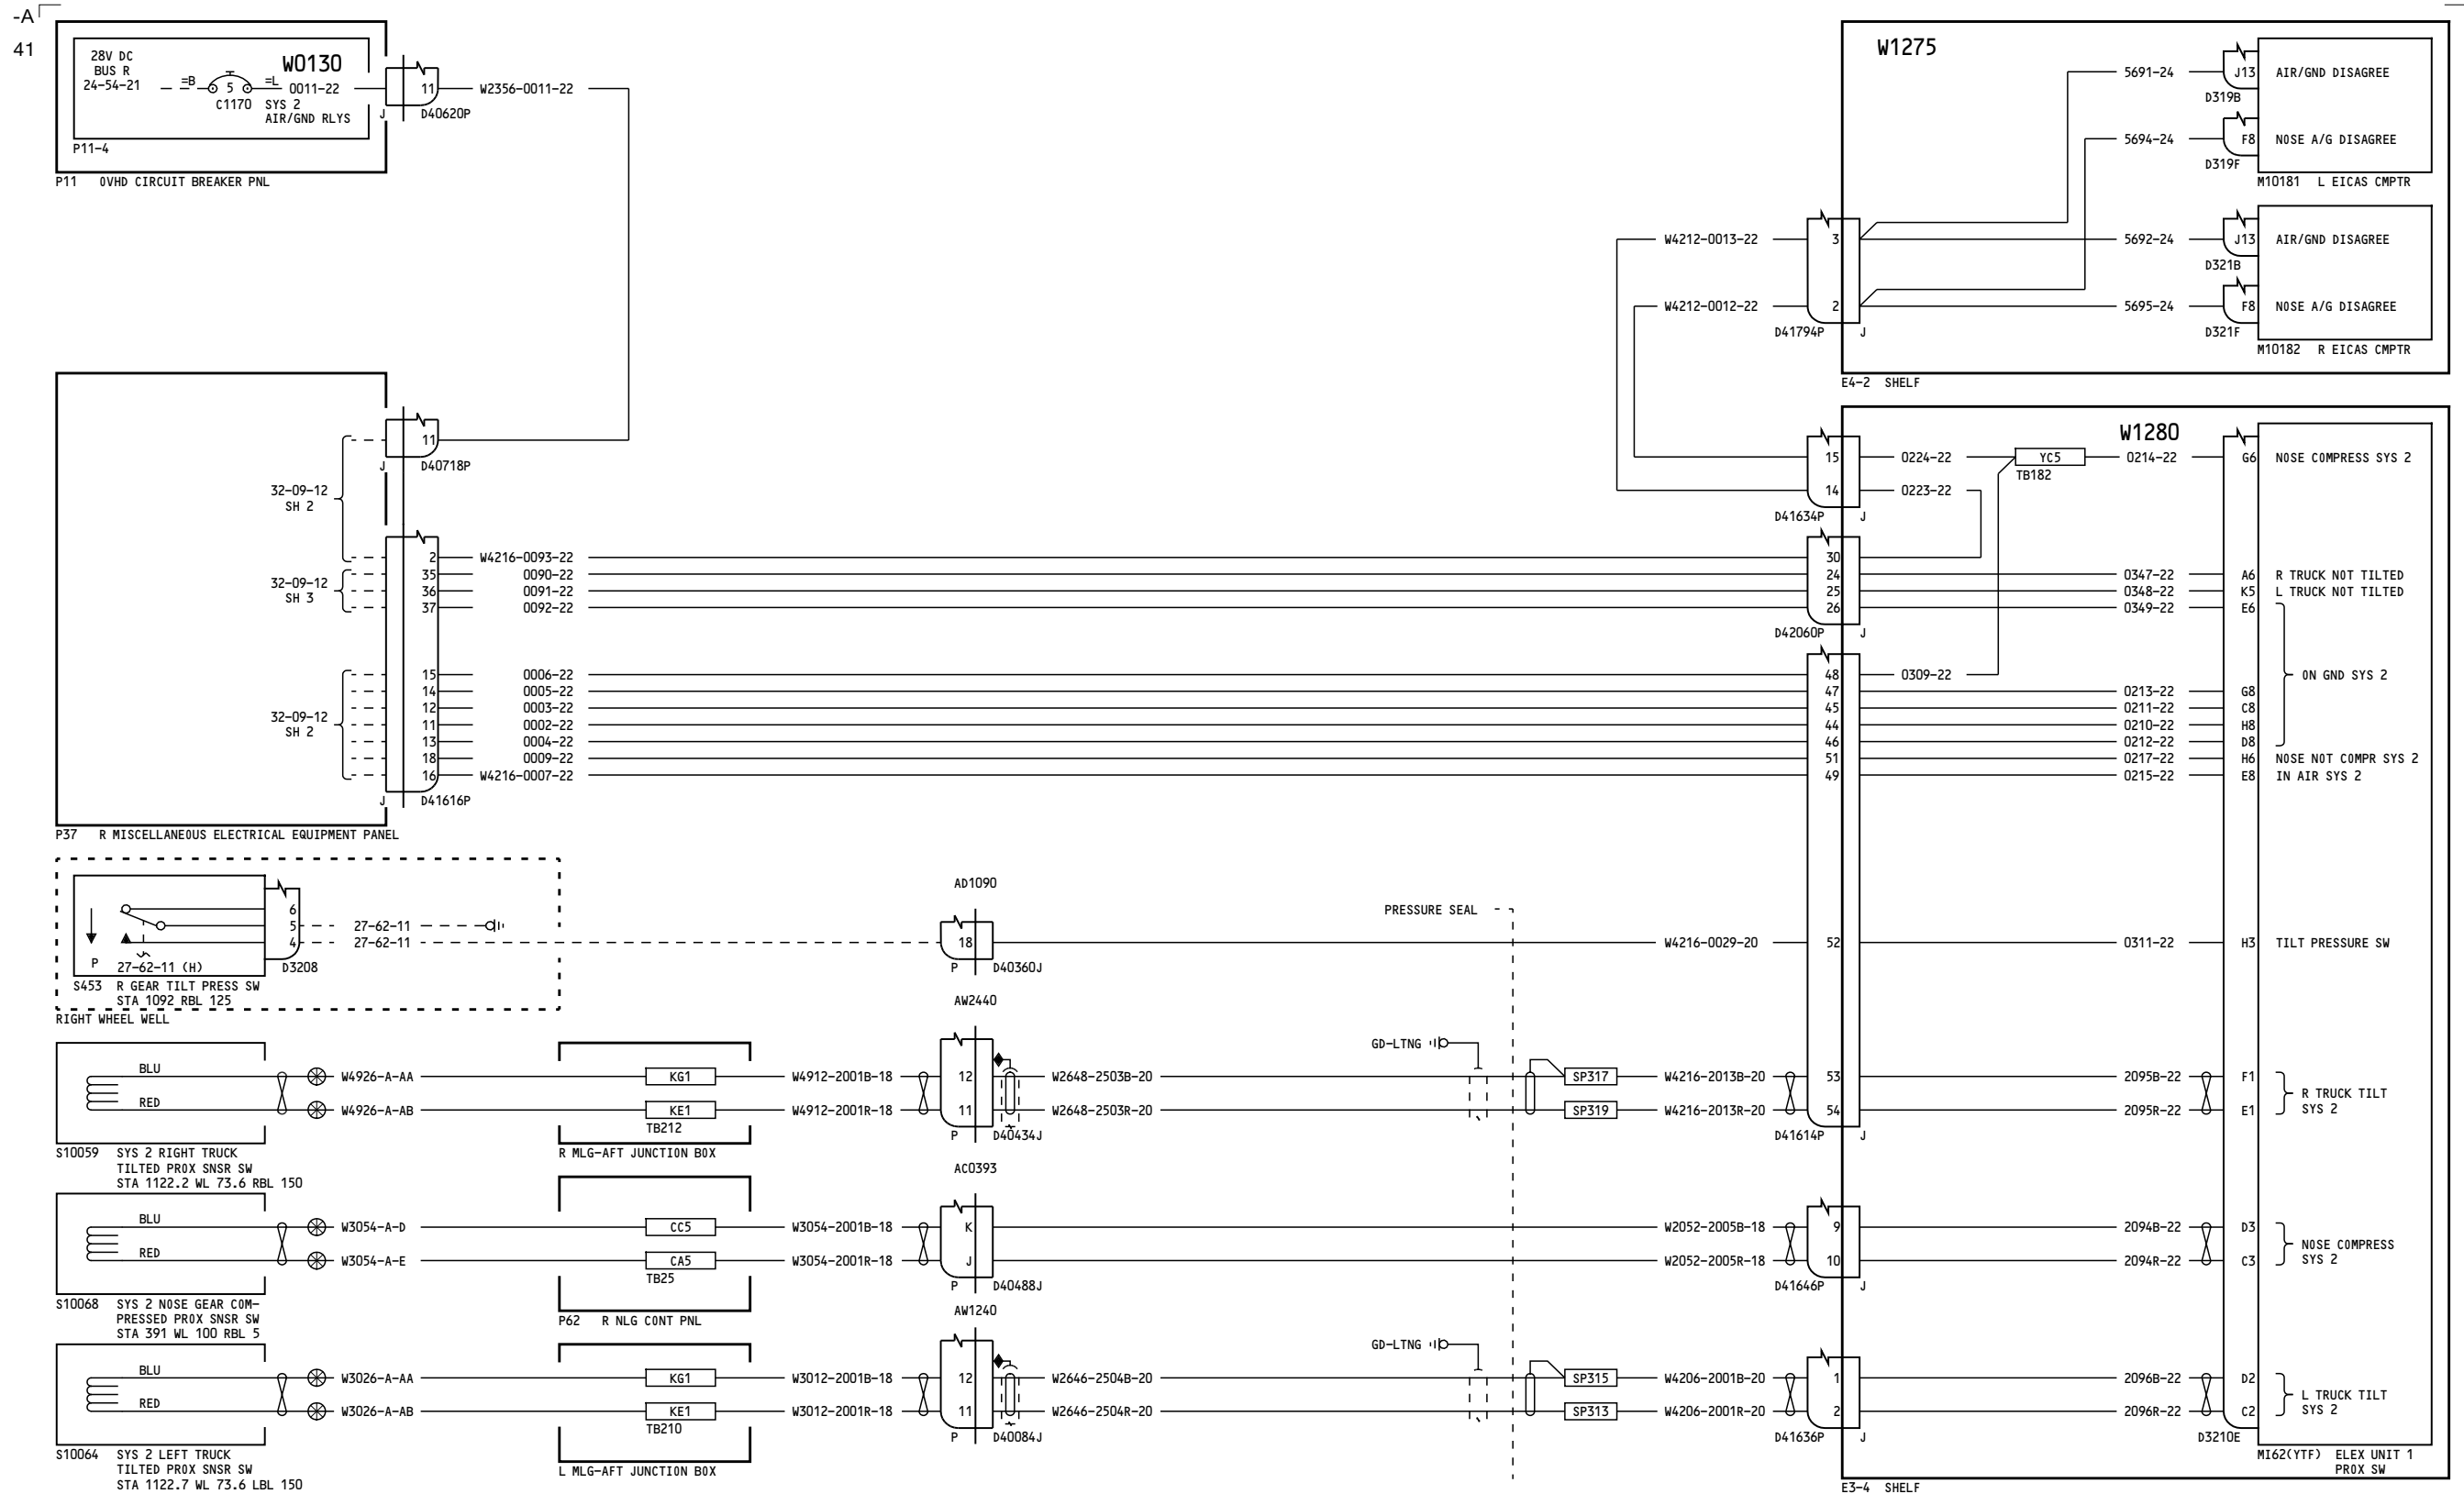 -A
41
28V DC
BUS R
24-54-21
=B
5
C1170
=L
W0130
0011-22
SYS 2
AIR/GND RLYS
P11-4
P11 OVHD CIRCUIT BREAKER PNL
11
J D40620P
W2356-0011-22
W1275
5691-24 J13 AIR/GND DISAGREE
D319B
5694-24 F8 NOSE A/G DISAGREE
D319F
M10181 L EICAS CMPTR
W4212-0013-22 3 5692-24 J13 AIR/GND DISAGREE
D321B
W4212-0012-22 2 5695-24 F8 NOSE A/G DISAGREE
D41794P J D321F
M10182 R EICAS CMPTR
E4-2 SHELF
11
J D40718P
32-09-12
SH 2
W1280
15 0224-22 YC5 0214-22 G6 NOSE COMPRESS SYS 2
TB182
14 0223-22
D41634P J
2 W4216-0093-22 30
35 0090-22 24 0347-22 A6 R TRUCK NOT TILTED
32-09-12
SH 3
36 0091-22 25 0348-22 K5 L TRUCK NOT TILTED
37 0092-22 26 0349-22 E6
D42060P J
15 0006-22 48 0309-22 ON GND SYS 2
14 0005-22 47 0213-22 G8
12 0003-22 45 0211-22 C8
32-09-12
SH 2
11 0002-22 44 0210-22 H8
13 0004-22 46 0212-22 D8
18 0009-22 51 0217-22 H6 NOSE NOT COMPR SYS 2
16 W4216-0007-22 49 0215-22 E8 IN AIR SYS 2
J D41616P
P37 R MISCELLANEOUS ELECTRICAL EQUIPMENT PANEL
6
5 27-62-11
4 27-62-11
P 27-62-11 (H) D3208
S453 R GEAR TILT PRESS SW
STA 1092 RBL 125
RIGHT WHEEL WELL
AD1090
18
P D40360J
PRESSURE SEAL
W4216-0029-20 52 0311-22 H3 TILT PRESSURE SW
AW2440
GD-LTNG
BLU W4926-A-AA KG1 W4912-2001B-18 12 W2648-2503B-20 SP317 W4216-2013B-20 53 2095B-22 F1
RED W4926-A-AB KE1 W4912-2001R-18 11 W2648-2503R-20 SP319 W4216-2013R-20 54 2095R-22 E1
R TRUCK TILT
SYS 2
TB212
P D40434J
D41614P J
S10059 SYS 2 RIGHT TRUCK
TILTED PROX SNSR SW
STA 1122.2 WL 73.6 RBL 150
R MLG-AFT JUNCTION BOX
AC0393
BLU W3054-A-D CC5 W3054-2001B-18 K W2052-2005B-18 9 2094B-22 D3
RED W3054-A-E CA5 W3054-2001R-18 J W2052-2005R-18 10 2094R-22 C3
NOSE COMPRESS
SYS 2
TB25
P D40488J
D41646P J
S10068 SYS 2 NOSE GEAR COM-
PRESSED PROX SNSR SW
STA 391 WL 100 RBL 5
P62 R NLG CONT PNL
AW1240
GD-LTNG
BLU W3026-A-AA KG1 W3012-2001B-18 12 W2646-2504B-20 SP315 W4206-2001B-20 1 2096B-22 D2
RED W3026-A-AB KE1 W3012-2001R-18 11 W2646-2504R-20 SP313 W4206-2001R-20 2 2096R-22 C2
L TRUCK TILT
SYS 2
TB210
P D40084J
D41636P J D3210E
S10064 SYS 2 LEFT TRUCK
TILTED PROX SNSR SW
STA 1122.7 WL 73.6 LBL 150
L MLG-AFT JUNCTION BOX
MI62(YTF) ELEX UNIT 1
PROX SW
E3-4 SHELF